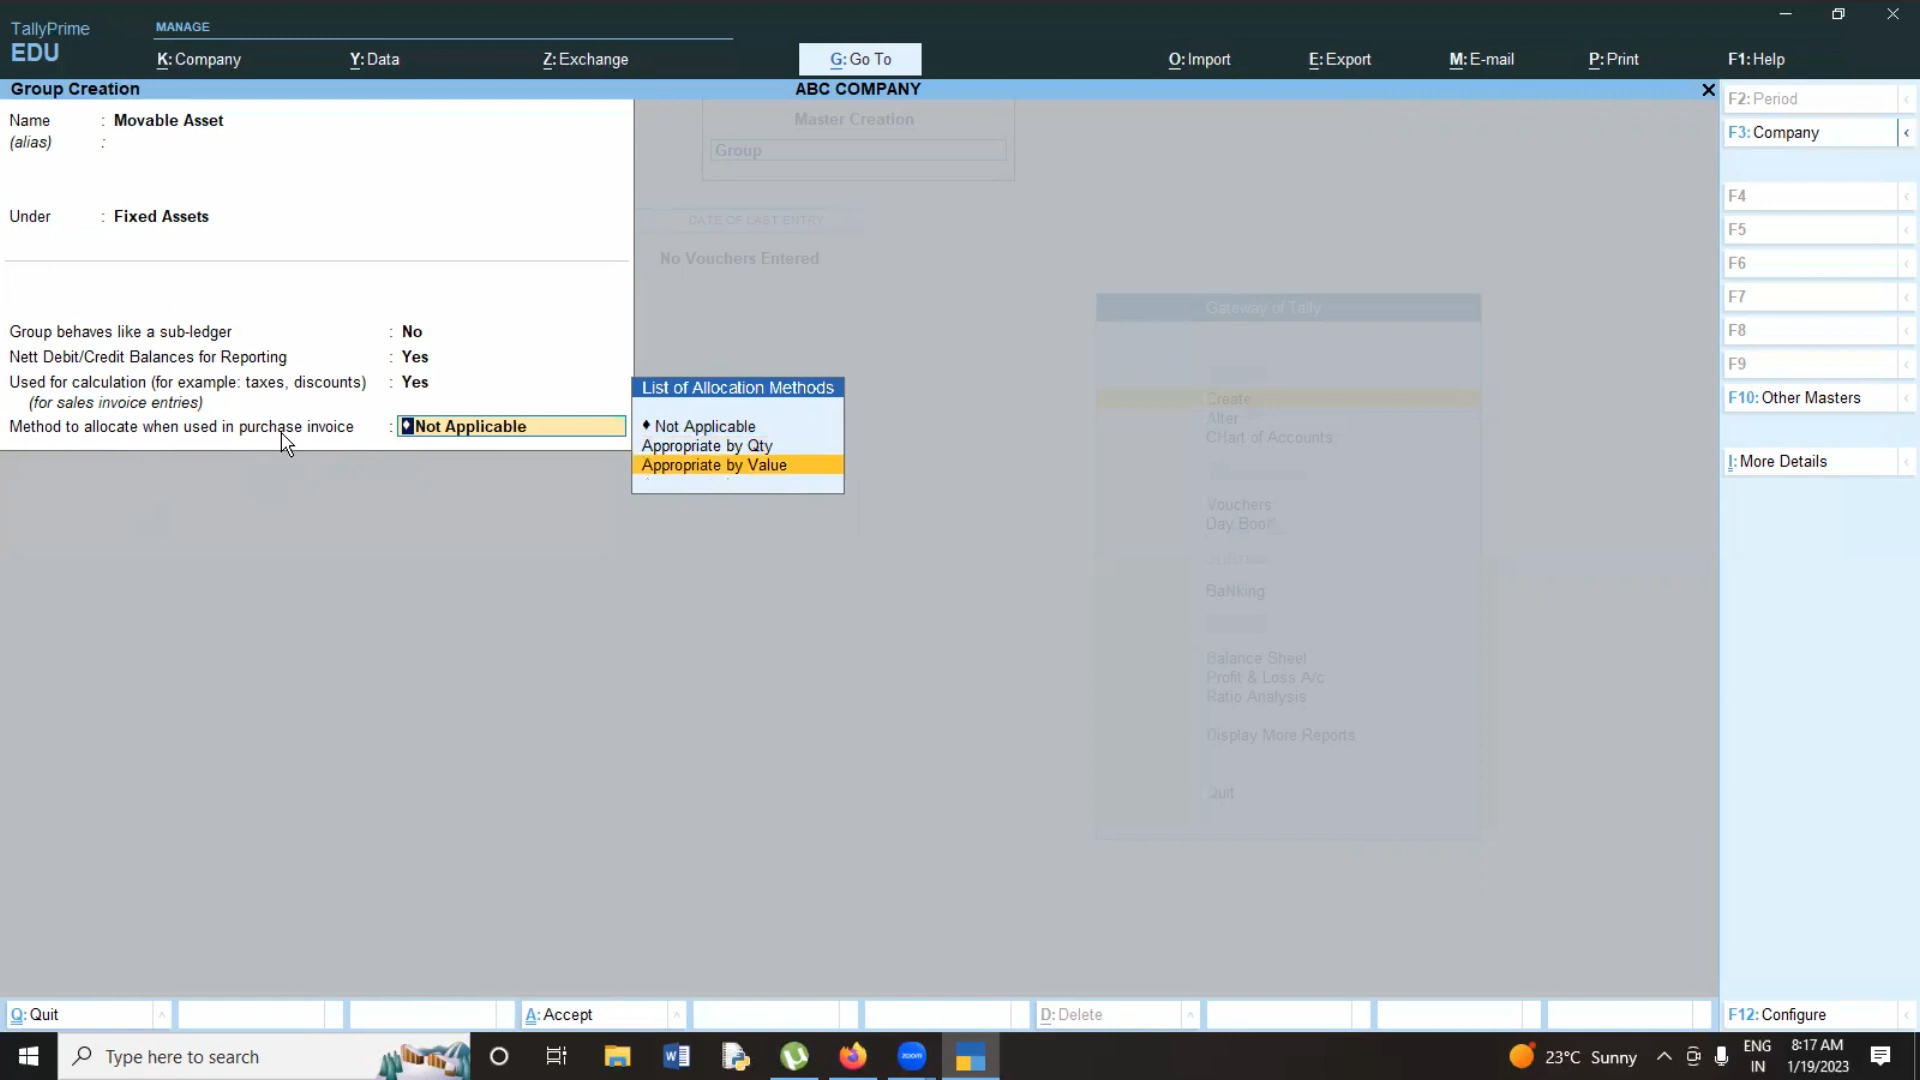 TallyPrime
EDU
MANAGE
K: Company
Y: Data
Z: Exchange
G: Go To
O: Import
E: Export
M: E-mail
P: Print
F1: Help
Group Creation
ABC COMPANY
Name : Movable Asset
(alias) :
Under : Fixed Assets
Group behaves like a sub-ledger : No
Nett Debit/Credit Balances for Reporting : Yes
Used for calculation (for example: taxes, discounts) : Yes
(for sales invoice entries)
Method to allocate when used in purchase invoice : ♦ Not Applicable
List of Allocation Methods
♦ Not Applicable
Appropriate by Qty
Appropriate by Value
Master Creation
Group
DATE OF LAST ENTRY
No Vouchers Entered
Gateway of Tally
Create
Alter
CHart of Accounts
Vouchers
Day Book
BaNking
Balance Sheet
Profit & Loss A/c
Ratio Analysis
Display More Reports
Quit
F2: Period
F3: Company
F4
F5
F6
F7
F8
F9
F10: Other Masters
I: More Details
F12: Configure
Q: Quit
A: Accept
D: Delete
Type here to search
zoom
23°C Sunny
ENG
IN
8:17 AM
1/19/2023